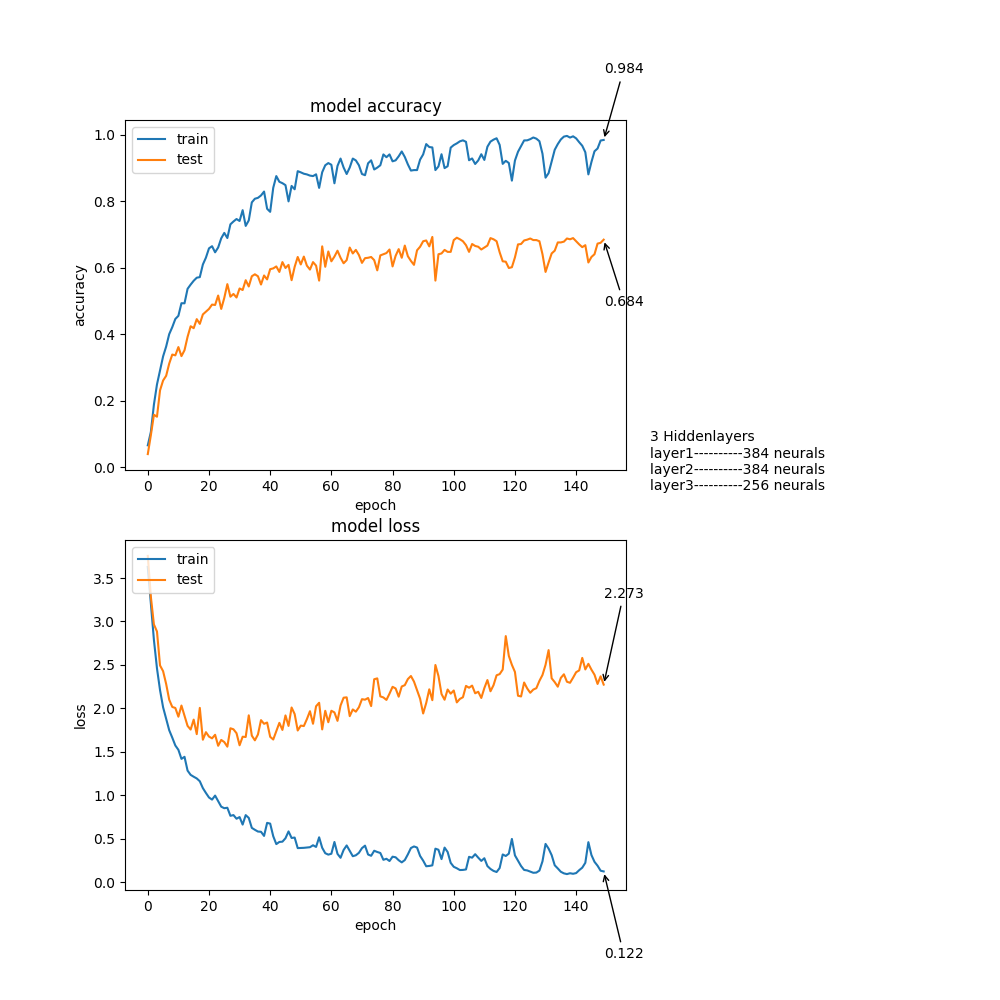 0.984
model accuracy
1.0
0.8
0.6
0.4
0.2
0.0
accuracy
train
test
0.684
0 20 40 60 80 100 120 140
epoch
3 Hiddenlayers
layer1----------384 neurals
layer2----------384 neurals
layer3----------256 neurals
model loss
3.5
3.0
2.5
2.0
1.5
1.0
0.5
0.0
loss
train
test
2.273
0 20 40 60 80 100 120 140
epoch
0.122